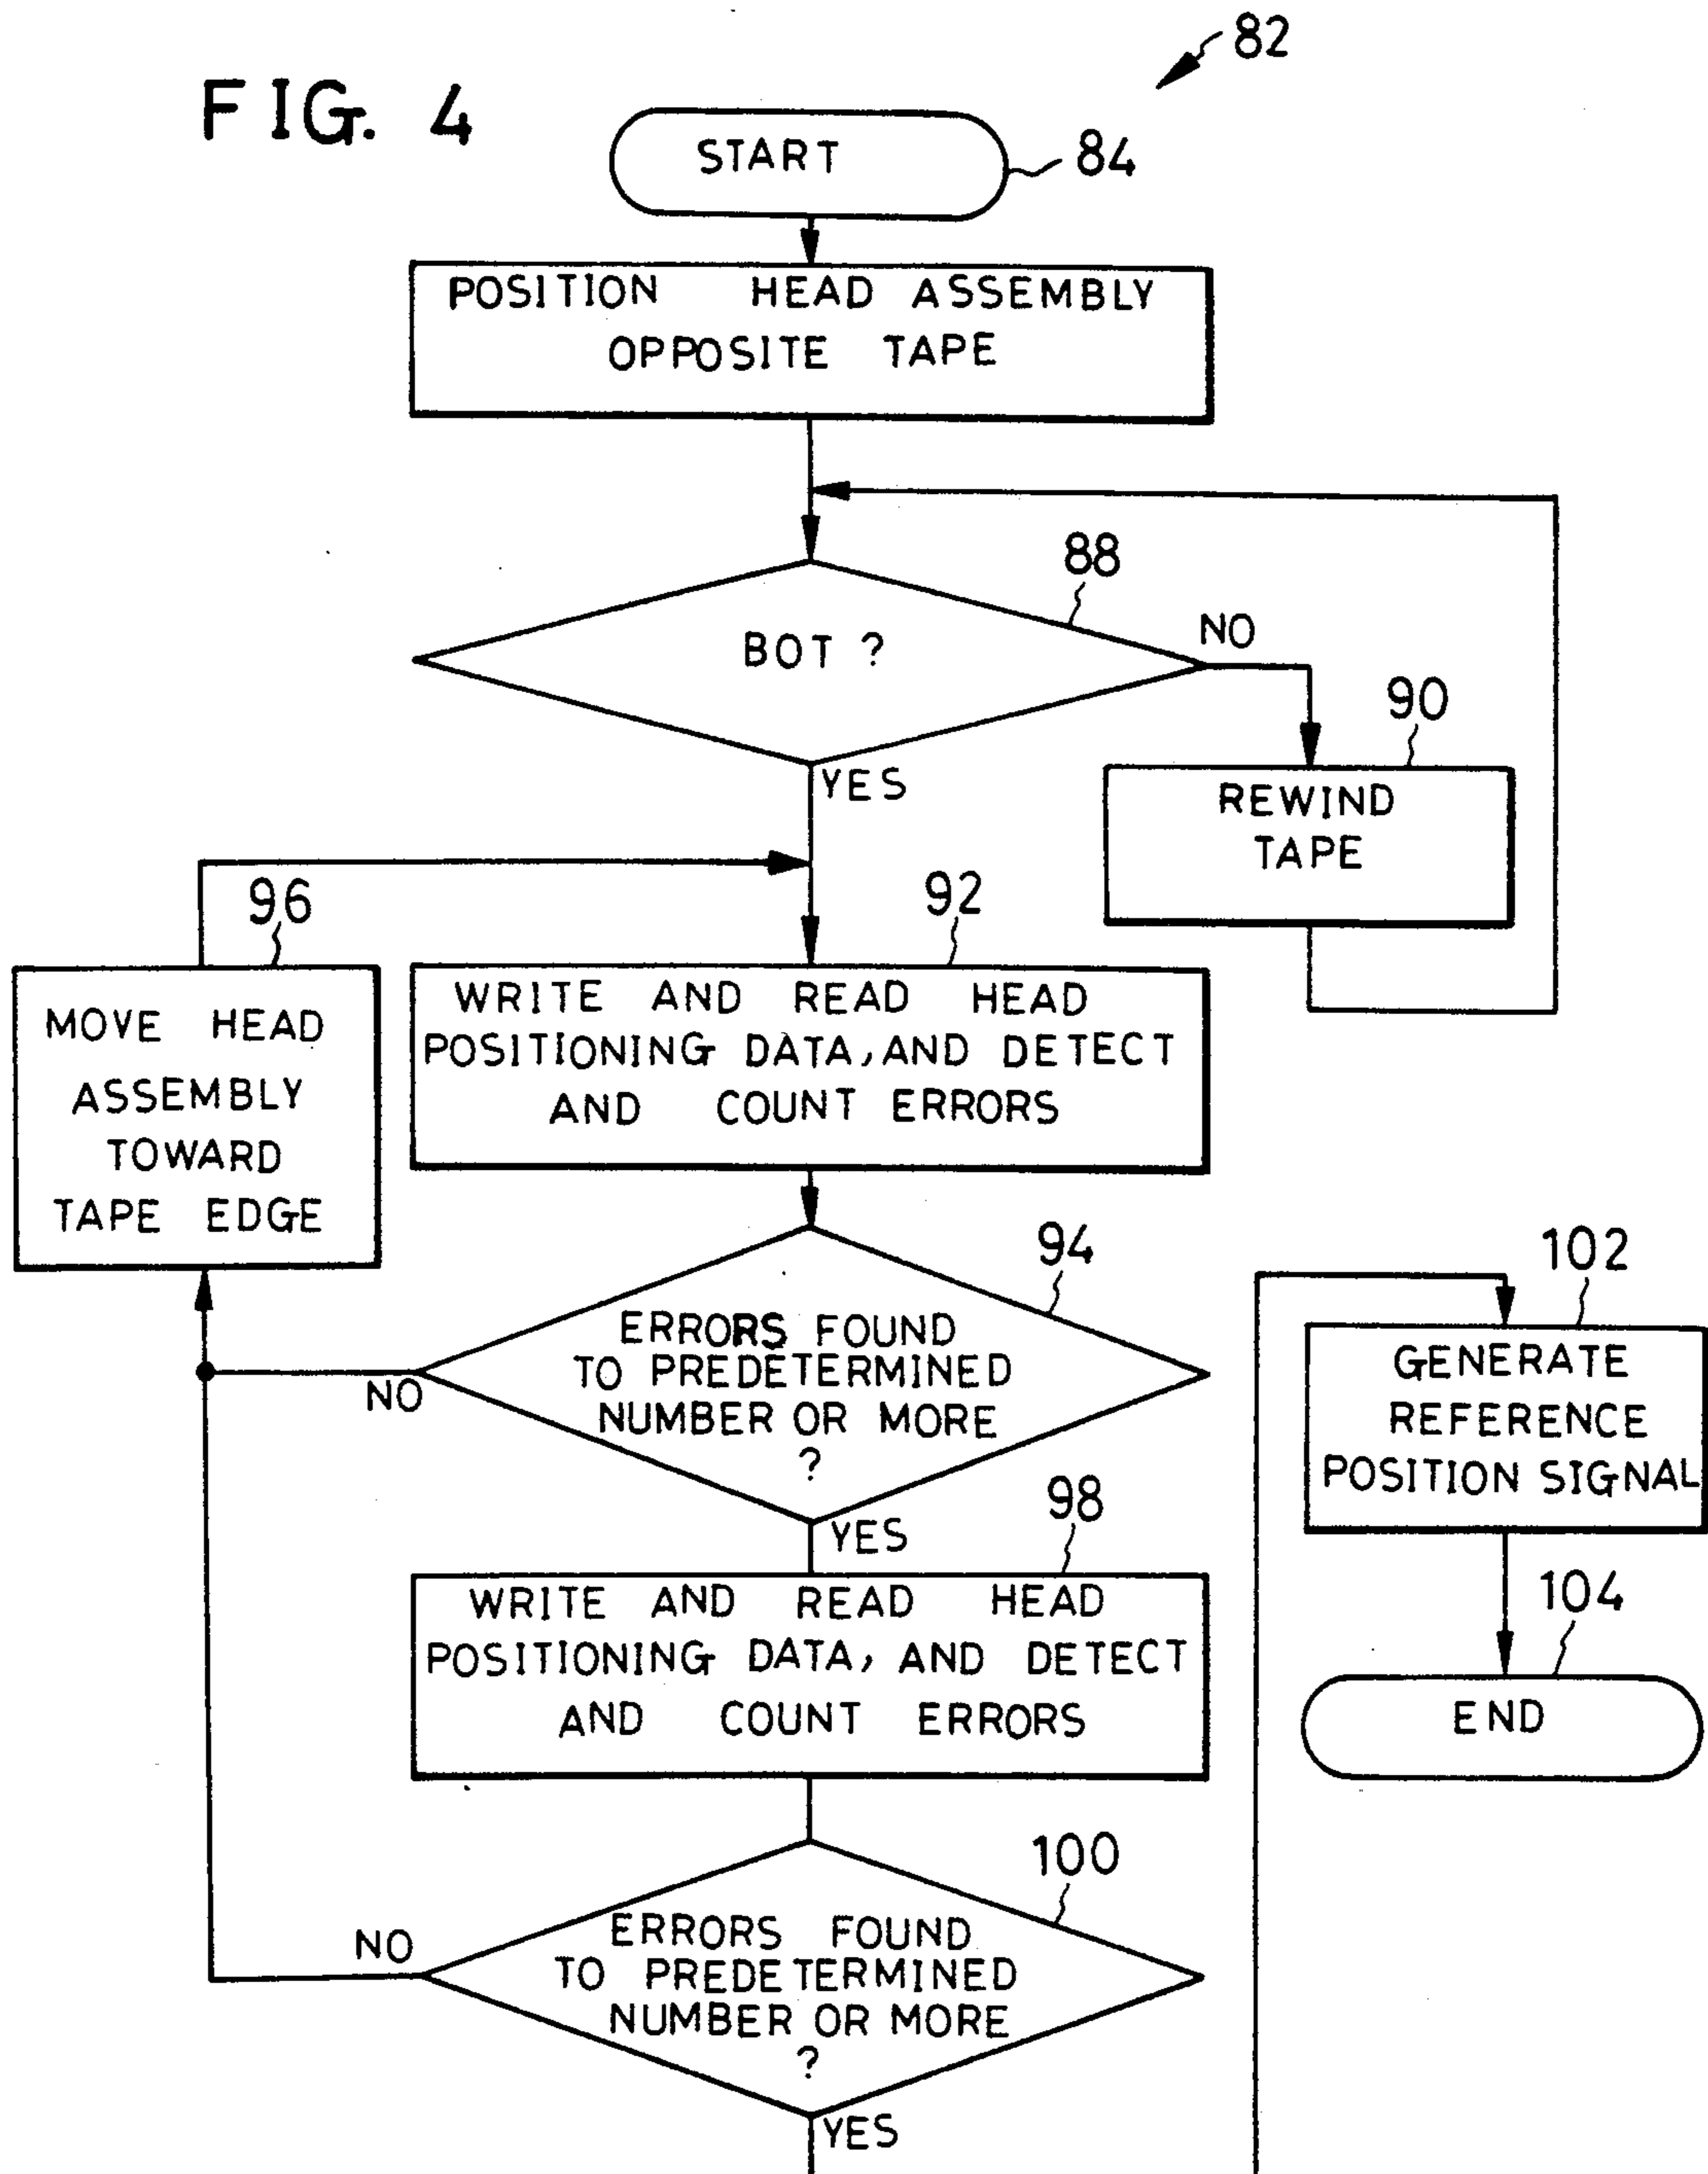 82
FIG. 4
START
84
POSITION HEAD ASSEMBLY
OPPOSITE TAPE
88
BOT ?
NO
90
YES
REWIND
TAPE
96
92
MOVE HEAD
ASSEMBLY
TOWARD
TAPE EDGE
WRITE AND READ HEAD
POSITIONING DATA, AND DETECT
AND COUNT ERRORS
94
ERRORS FOUND
TO PREDETERMINED
NUMBER OR MORE
?
NO
YES
102
GENERATE
REFERENCE
POSITION SIGNAL
98
WRITE AND READ HEAD
POSITIONING DATA, AND DETECT
AND COUNT ERRORS
104
END
100
ERRORS FOUND
TO PREDETERMINED
NUMBER OR MORE
?
NO
YES